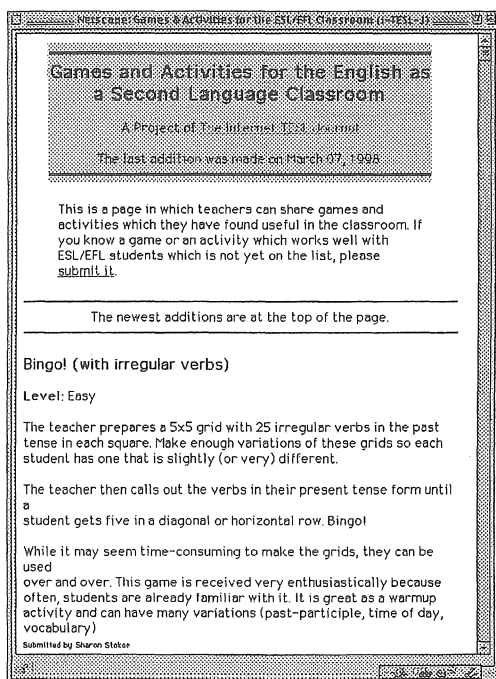 Netscape: Games & Activities for the ESL/EFL Classroom (I-TESL-J)
Games and Activities for the English as
a Second Language Classroom
A Project of The Internet TESL Journal
The last addition was made on March 07, 1998
This is a page in which teachers can share games and
activities which they have found useful in the classroom. If
you know a game or an activity which works well with
ESL/EFL students which is not yet on the list, please
submit it.
The newest additions are at the top of the page.
Bingo! (with irregular verbs)
Level: Easy
The teacher prepares a 5x5 grid with 25 irregular verbs in the past
tense in each square. Make enough variations of these grids so each
student has one that is slightly (or very) different.
The teacher then calls out the verbs in their present tense form until
a
student gets five in a diagonal or horizontal row. Bingo!
While it may seem time-consuming to make the grids, they can be
used
over and over. This game is received very enthusiastically because
often, students are already familiar with it. It is great as a warmup
activity and can have many variations (past-participle, time of day,
vocabulary)
Submitted by Sharon Stoker